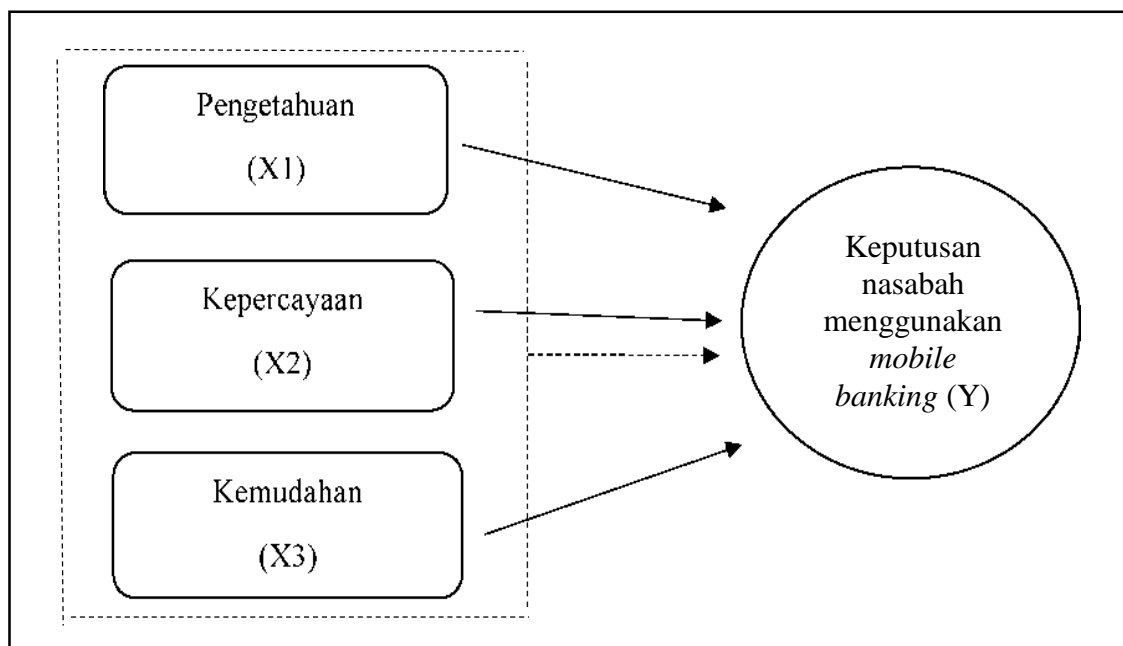 Pengetahuan
(X1)
Kepercayaan
(X2)
Kemudahan
(X3)
Keputusan
nasabah
menggunakan
mobile
banking (Y)